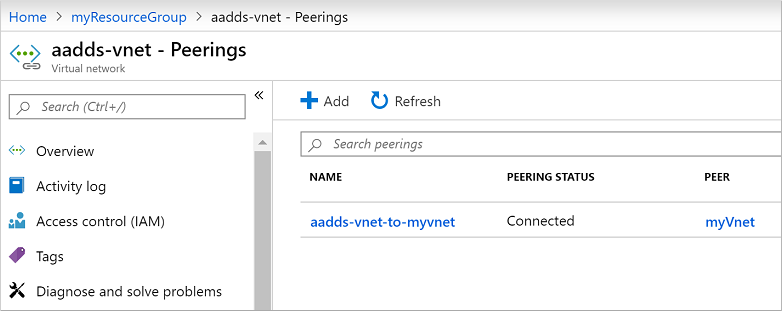 Home > myResourceGroup > aadds-vnet - Peerings
aadds-vnet - Peerings
Virtual network
Search (Ctrl+/)
«
Overview
Activity log
Access control (IAM)
Tags
Diagnose and solve problems
Add Refresh
Search peerings
NAME PEERING STATUS PEER
aadds-vnet-to-myvnet Connected myVnet